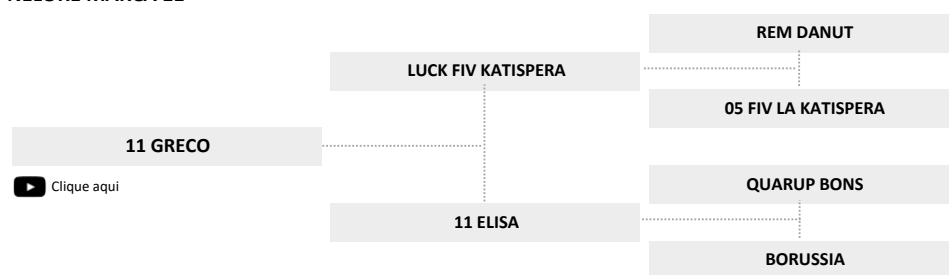 REM DANUT
LUCK FIV KATISPERA
05 FIV LA KATISPERA
11 GRECO
Clique aqui
QUARUP BONS
11 ELISA
BORUSSIA